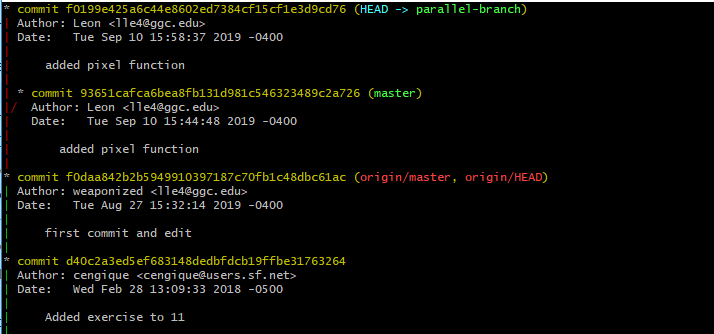 * commit f0199e425a6c44e8602ed7384cf15cf1e3d9cd76 (HEAD -> parallel-branch)
| Author: Leon <lle4@ggc.edu>
| Date:   Tue Sep 10 15:58:37 2019 -0400
|
|     added pixel function
|
| * commit 93651cafca6bea8fb131d981c546323489c2a726 (master)
|/  Author: Leon <lle4@ggc.edu>
|   Date:   Tue Sep 10 15:44:48 2019 -0400
|
|       added pixel function
|
* commit f0daa842b2b5949910397187c70fb1c48dbc61ac (origin/master, origin/HEAD)
| Author: weaponized <lle4@ggc.edu>
| Date:   Tue Aug 27 15:32:14 2019 -0400
|
|     first commit and edit
|
* commit d40c2a3ed5ef683148dedbfdcb19ffbe31763264
| Author: cengique <cengique@users.sf.net>
| Date:   Wed Feb 28 13:09:33 2018 -0500
|
|     Added exercise to 11